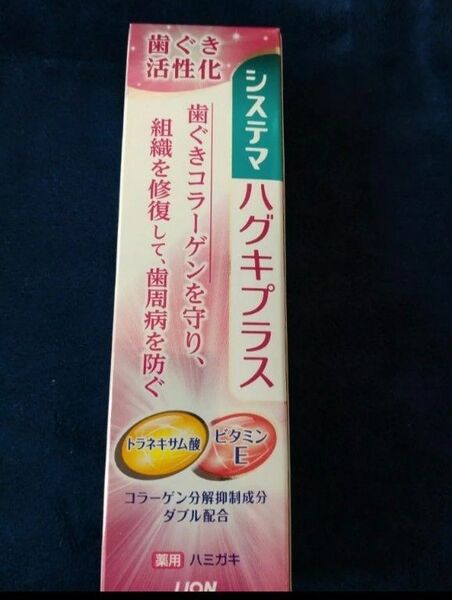 歯ぐき
活性化
システマ
ハグキプラス
歯ぐきコラーゲンを守り、
組織を修復して、歯周病を防ぐ
トラネキサム酸
ビタミン
E
コラーゲン分解抑制成分
ダブル配合
薬用 ハミガキ
LION